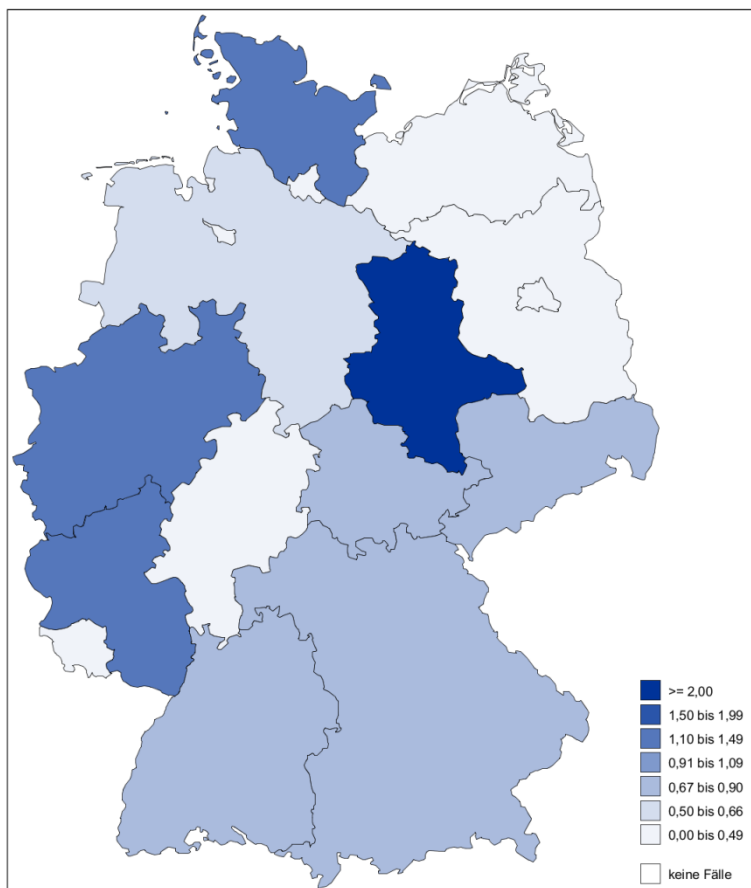 >= 2,00
1,50 bis 1,99
1,10 bis 1,49
0,91 bis 1,09
0,67 bis 0,90
0,50 bis 0,66
0,00 bis 0,49
keine Fälle